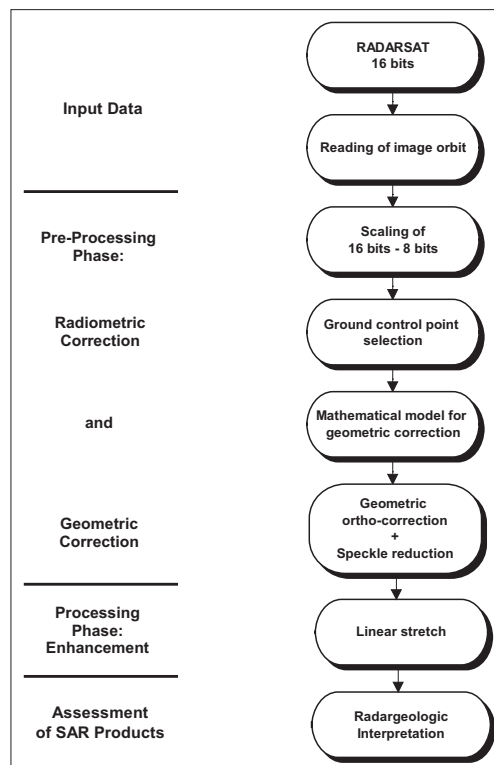 RADARSAT
16 bits
Input Data
Reading of image orbit
Pre-Processing
Phase:
Scaling of
16 bits - 8 bits
Radiometric
Correction
Ground control point
selection
and
Mathematical model for
geometric correction
Geometric
Correction
Geometric
ortho-correction
+
Speckle reduction
Processing
Phase:
Enhancement
Linear stretch
Assessment
of SAR Products
Radargeologic
Interpretation